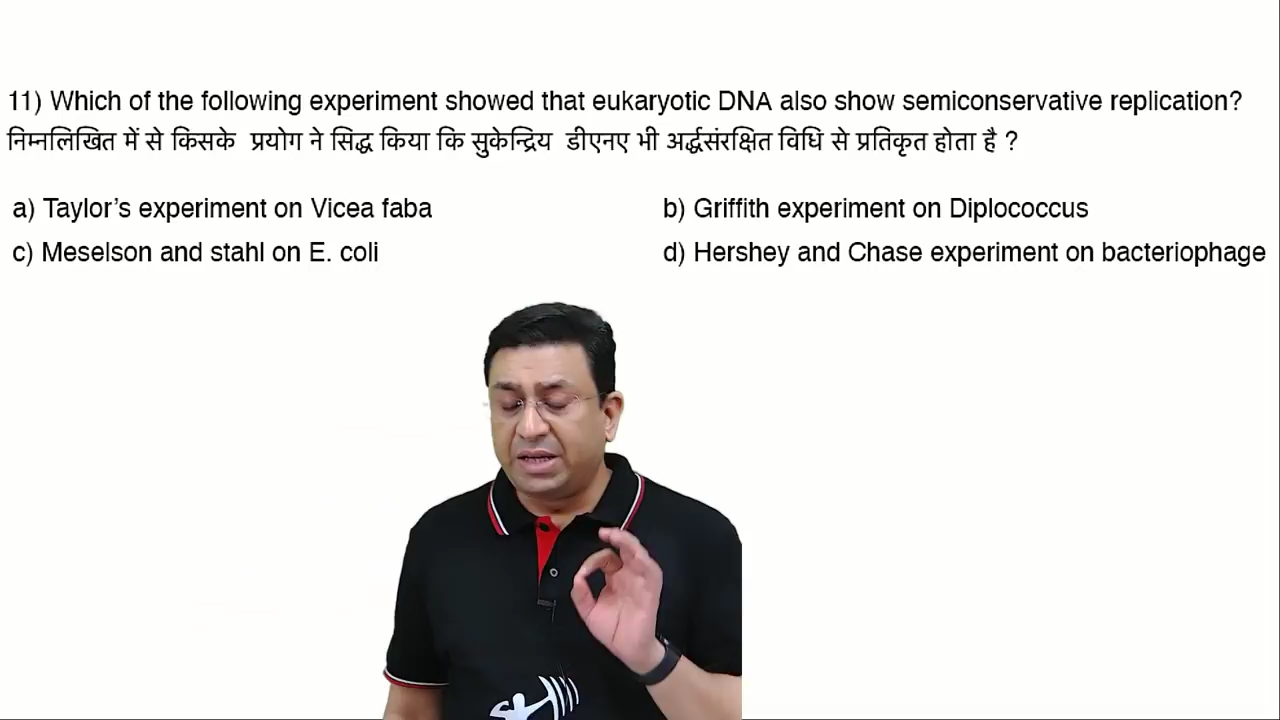 11) Which of the following experiment showed that eukaryotic DNA also show semiconservative replication?
निम्नलिखित में से किसके प्रयोग ने सिद्ध किया कि सुकेन्द्रिय डीएनए भी अर्द्धसंरक्षित विधि से प्रतिकृत होता है ?
a) Taylor’s experiment on Vicea faba
b) Griffith experiment on Diplococcus
c) Meselson and stahl on E. coli
d) Hershey and Chase experiment on bacteriophage